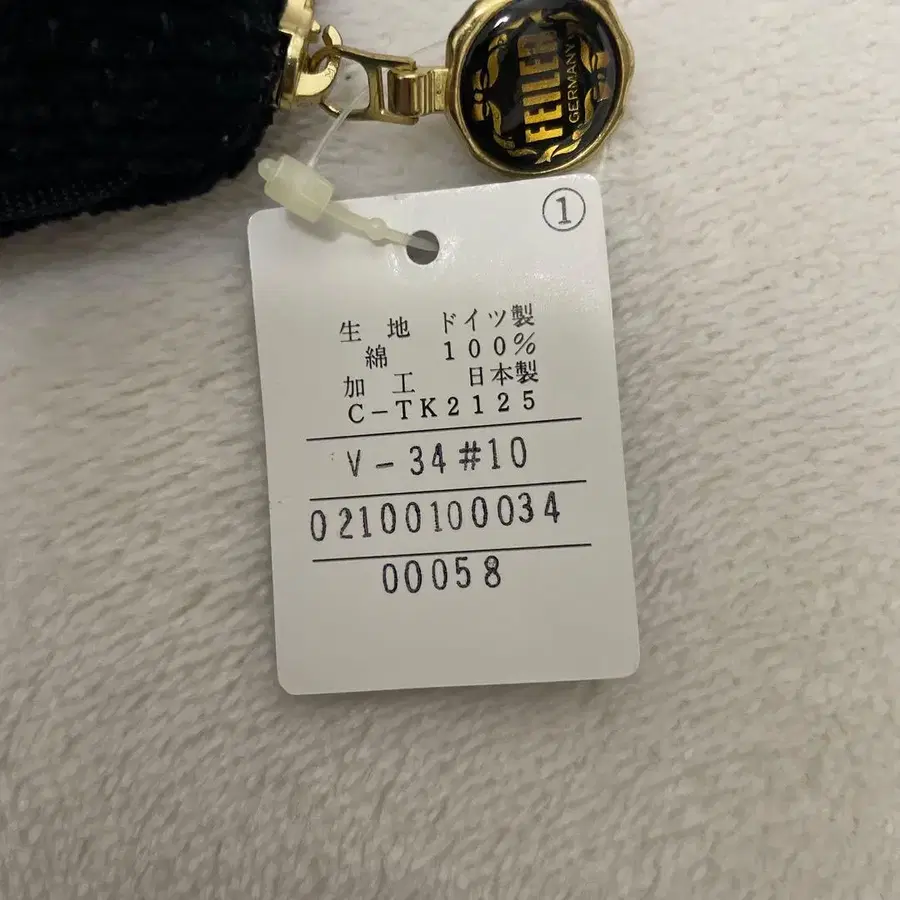 FEILER
GERMANY
①
生 地 ドイツ製
綿 100%
加 工 日本製
C-TK2125
V-34#10
02100100034
00058